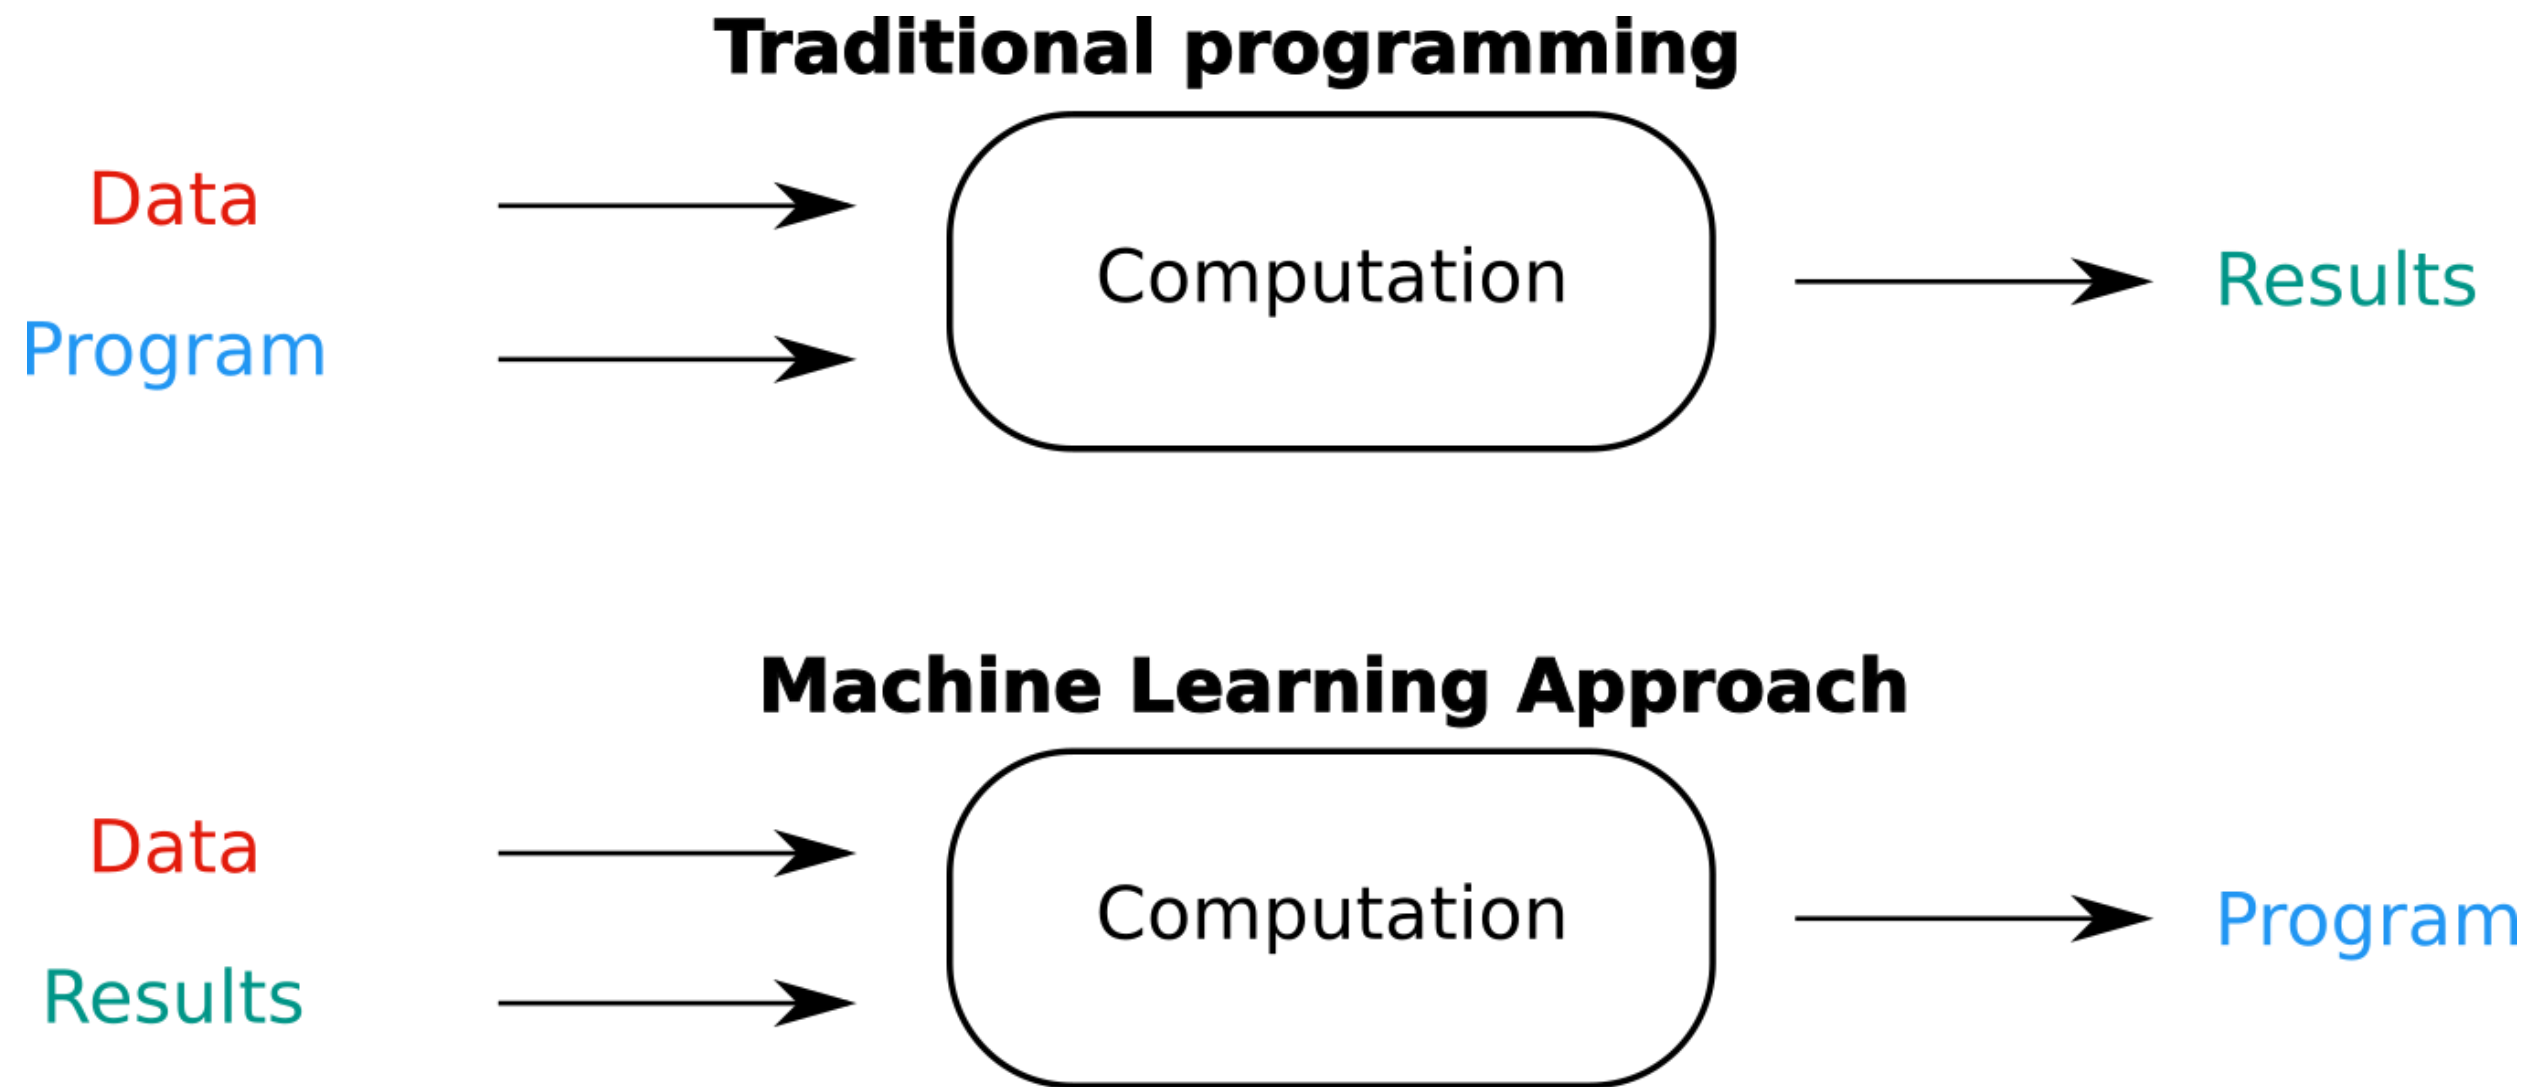 Traditional programming
Data
Program
Computation
Results
Machine Learning Approach
Data
Results
Computation
Program